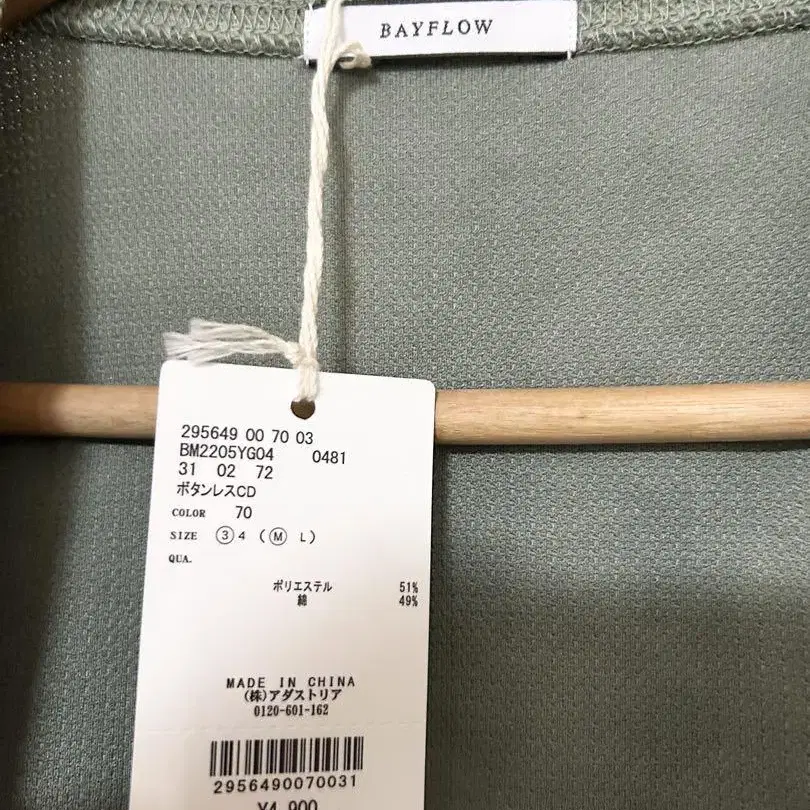 BAYFLOW
295649 00 70 03
BM2205YG04 0481
31 02 72
ボタンレスCD
COLOR 70
SIZE ③ 4 ( Ⓜ L )
QUA.
ポリエステル 51%
綿 49%
MADE IN CHINA
(株)アダストリア
0120-601-162
2956490070031
¥4,900